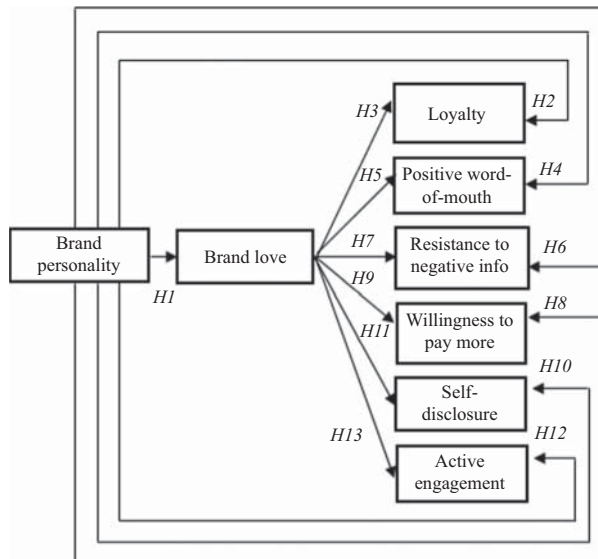 H3
Loyalty
H2
H5
Positive word-
of-mouth
H4
Brand
personality
H1
Brand love
H7
Resistance to
negative info
H6
H9
Willingness to
pay more
H8
H11
Self-
disclosure
H10
H13
Active
engagement
H12